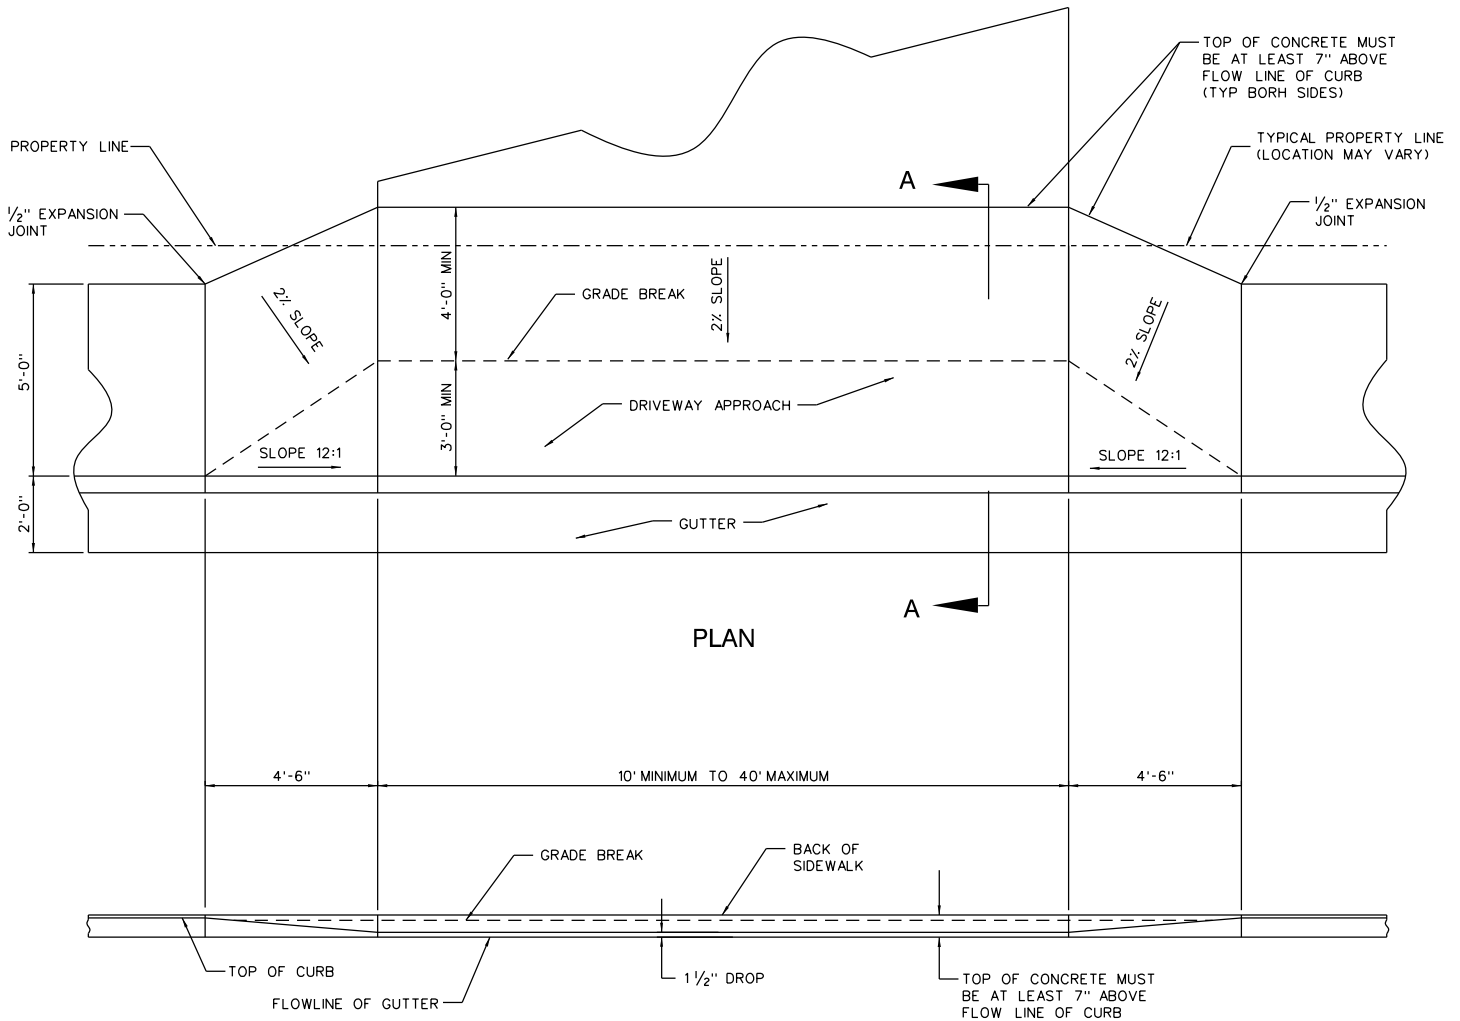 TOP OF CONCRETE MUST
BE AT LEAST 7" ABOVE
FLOW LINE OF CURB
(TYP BORH SIDES)
PROPERTY LINE
TYPICAL PROPERTY LINE
(LOCATION MAY VARY)
A
1/2" EXPANSION
JOINT
1/2" EXPANSION
JOINT
4'-0" MIN
2% SLOPE
GRADE BREAK
2% SLOPE
2% SLOPE
5'-0"
3'-0" MIN
DRIVEWAY APPROACH
SLOPE 12:1
SLOPE 12:1
2'-0"
GUTTER
A
PLAN
4'-6"
10' MINIMUM TO 40' MAXIMUM
4'-6"
GRADE BREAK
BACK OF
SIDEWALK
TOP OF CURB
1 1/2" DROP
FLOWLINE OF GUTTER
TOP OF CONCRETE MUST
BE AT LEAST 7" ABOVE
FLOW LINE OF CURB